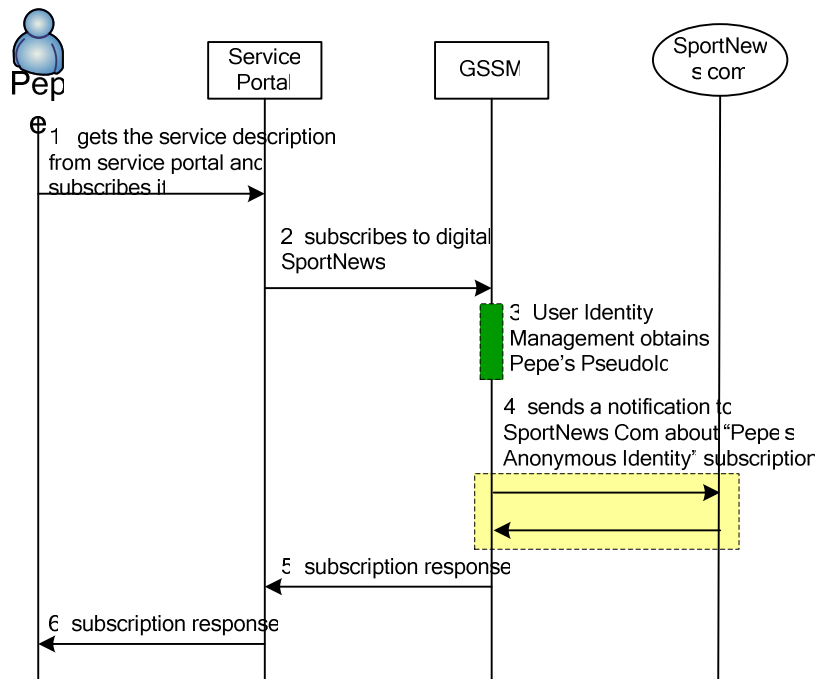 Pep
e
Service
Portal
GSSM
SportNew
s.com
1 gets the service description
from service portal and
subscribes it
2 subscribes to digital
SportNews
3 User Identity
Management obtains
Pepe's PseudoId
4 sends a notification to
SportNews Com about “Pepe s
Anonymous Identity” subscription
5 subscription response
6 subscription response